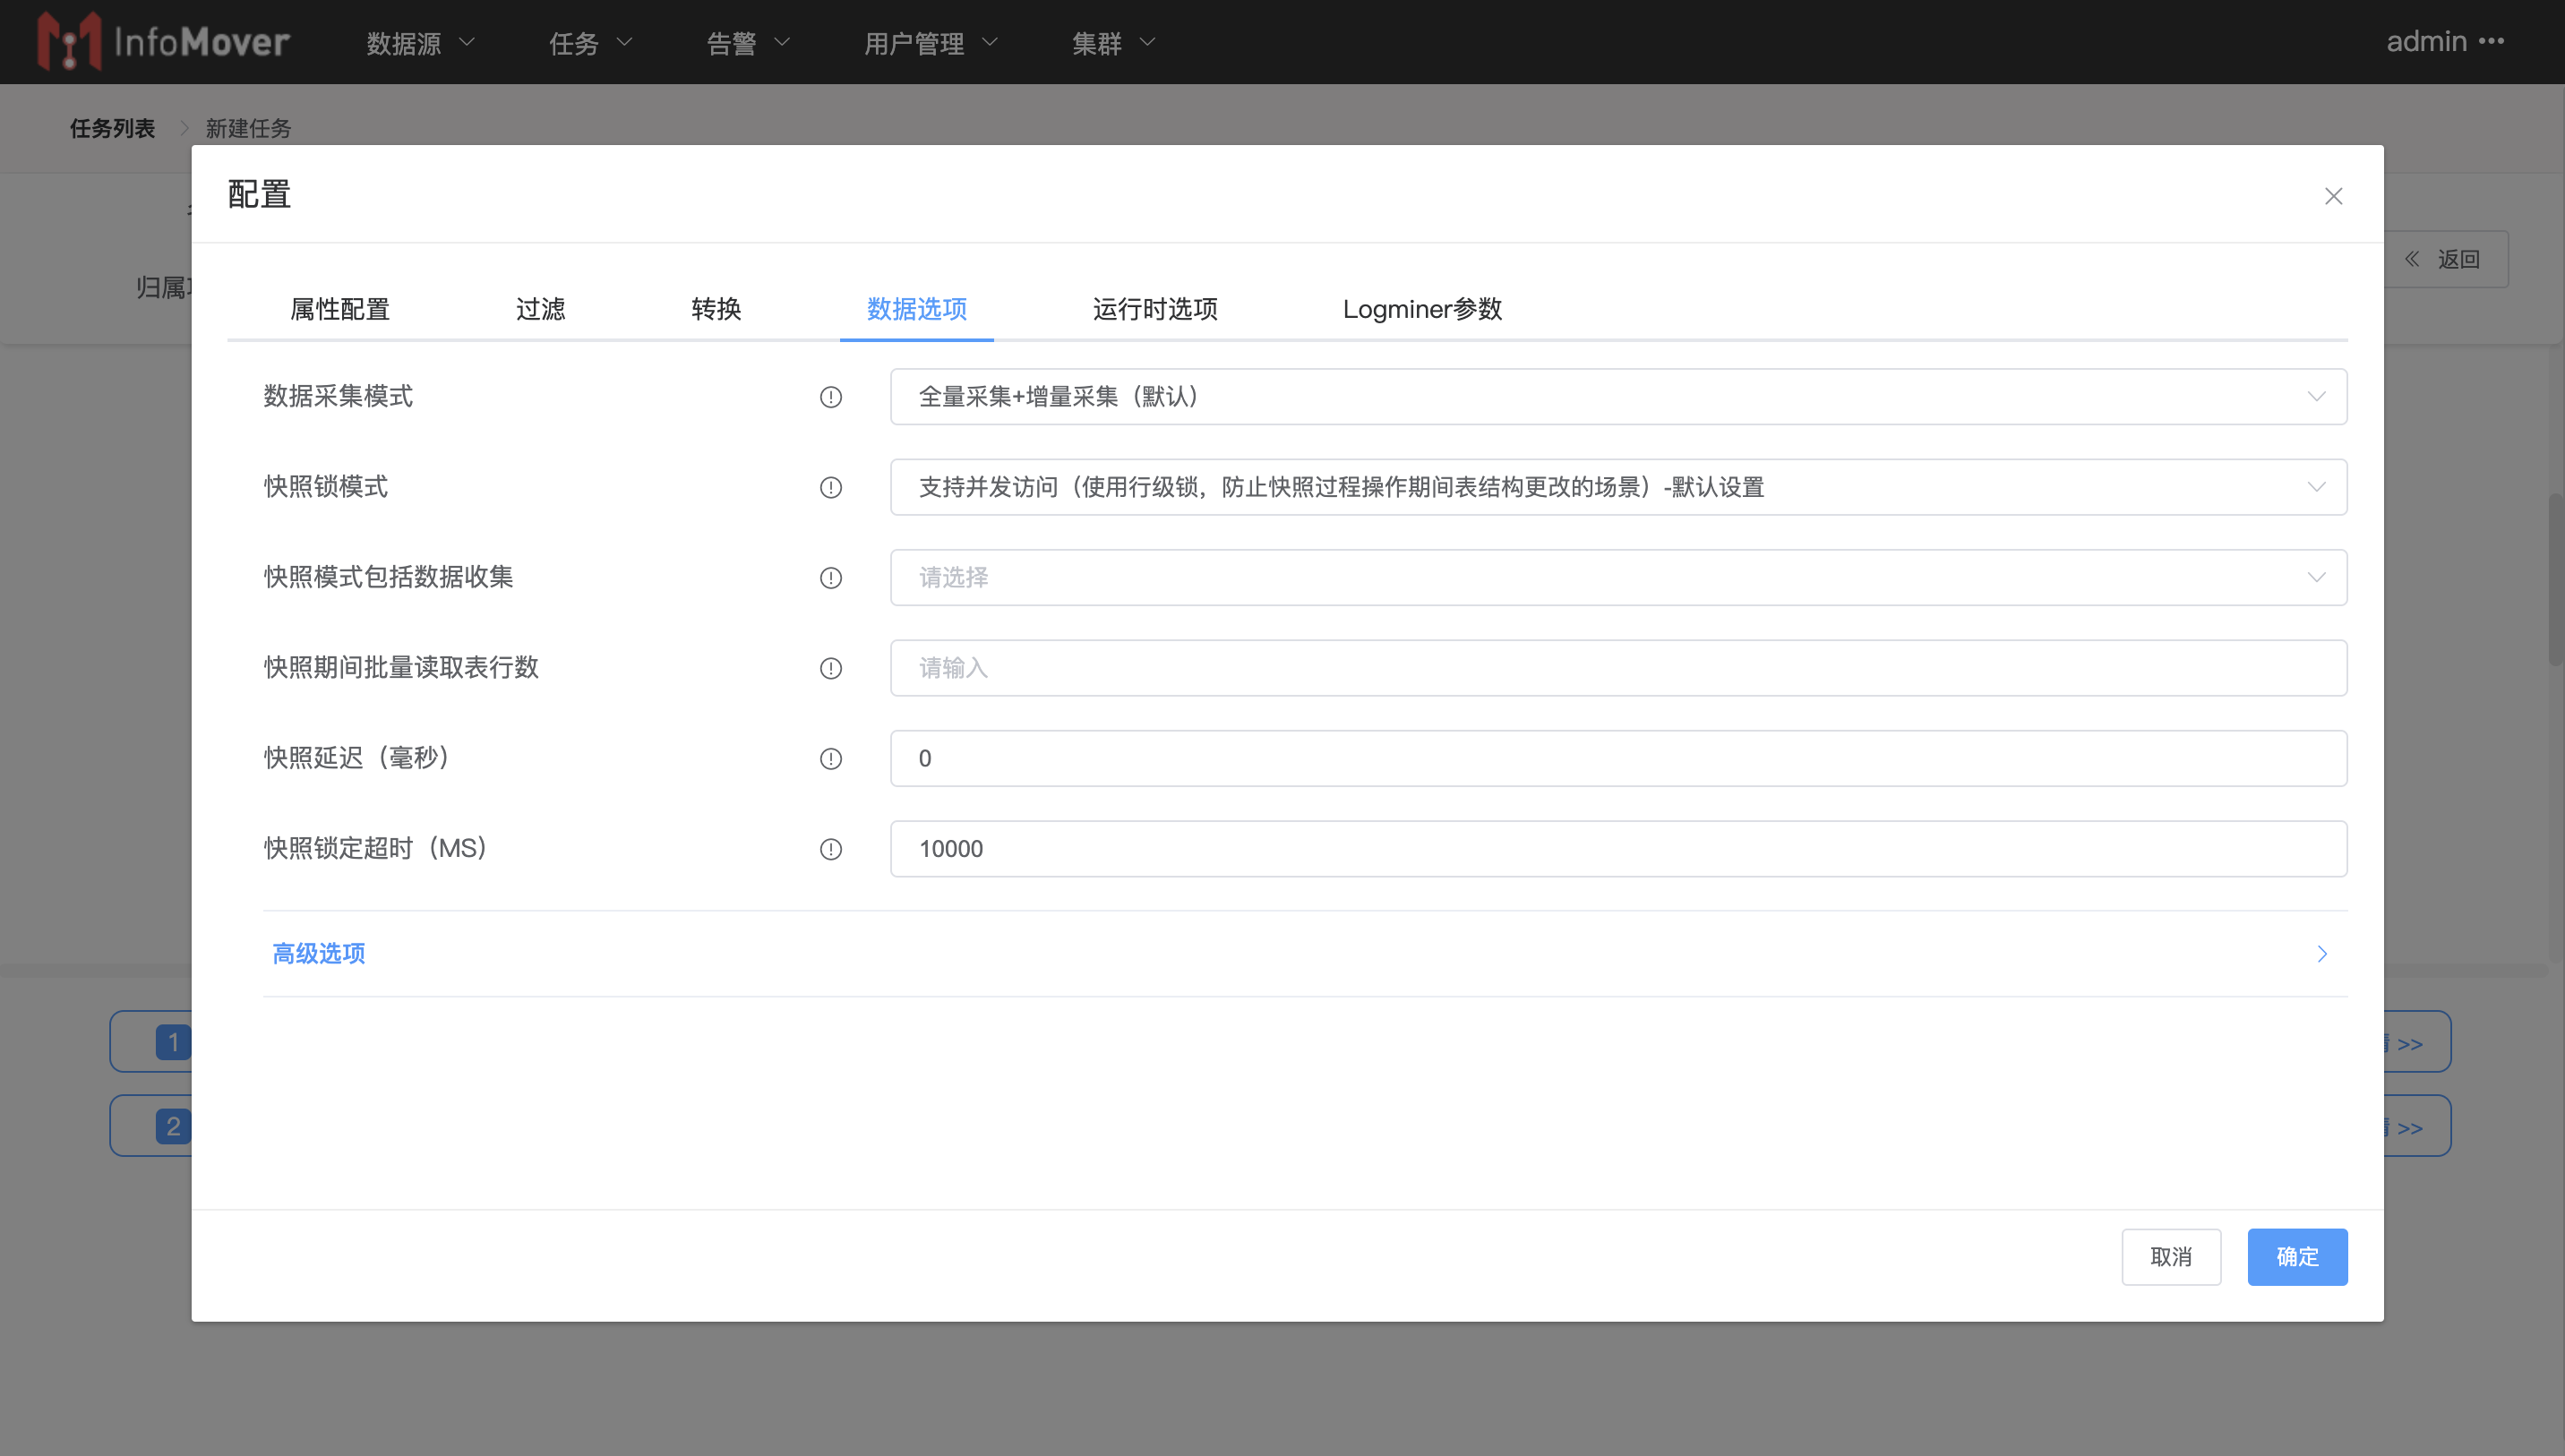 InfoMover 数据源 任务 告警 用户管理 集群 admin
任务列表 新建任务
配置
归属
返回
属性配置 过滤 转换 数据选项 运行时选项 Logminer参数
数据采集模式 全量采集+增量采集（默认）
快照锁模式 支持并发访问（使用行级锁，防止快照过程操作期间表结构更改的场景）-默认设置
快照模式包括数据收集 请选择
快照期间批量读取表行数 请输入
快照延迟（毫秒） 0
快照锁定超时（MS） 10000
高级选项
1 >>
2 >>
取消 确定